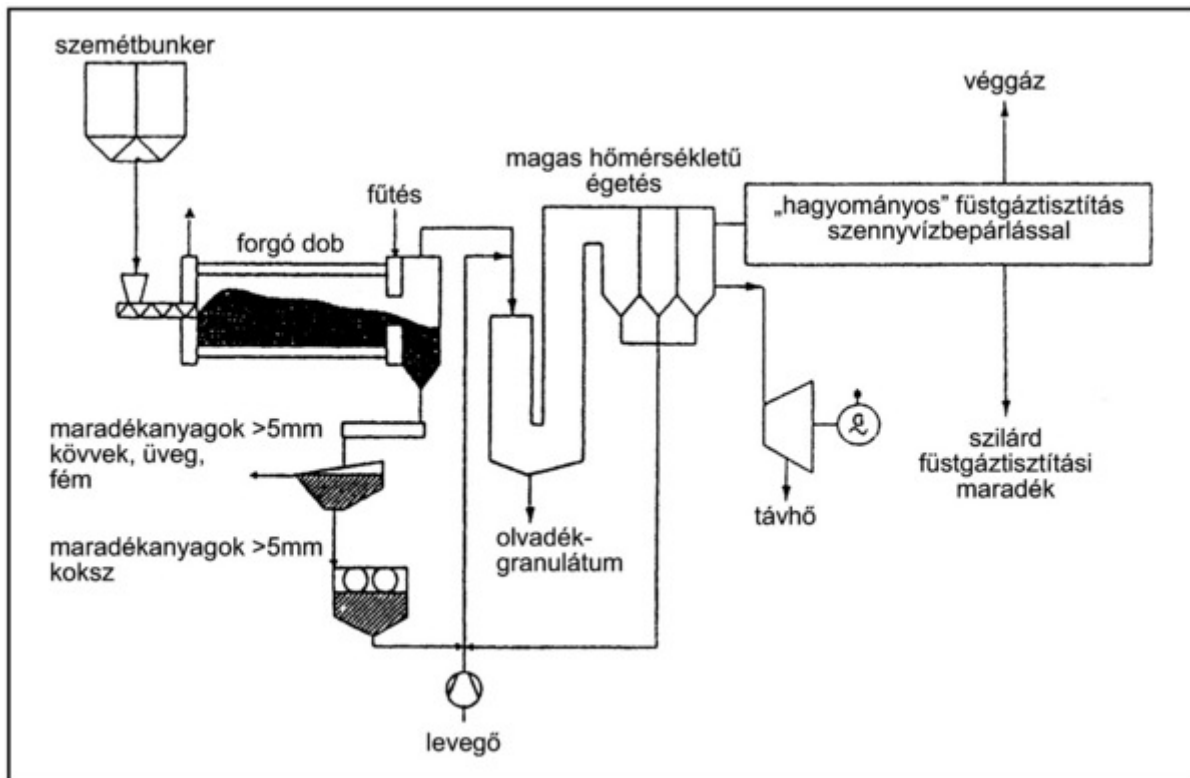 szemétbunker
véggáz
magas hőmérsékletű
égetés
fűtés
forgó dob
„hagyományos” füstgáztisztítás
szennyvízbepárlással
maradékanyagok >5mm
kövvek, üveg,
fém
szilárd
füstgáztisztítási
maradék
távhő
olvadék-
granulátum
maradékanyagok >5mm
koksz
levegő